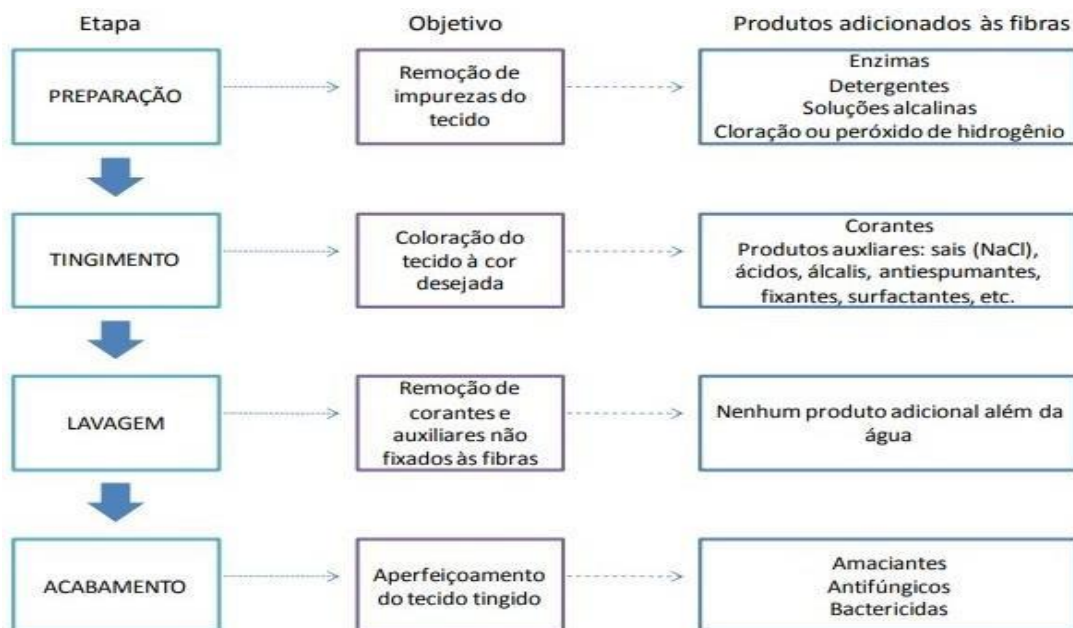 Etapa
Objetivo
Produtos adicionados às fibras
PREPARAÇÃO
Remoção de
impurezas do
tecido
Enzimas
Detergentes
Soluções alcalinas
Cloração ou peróxido de hidrogênio
TINGIMENTO
Coloração do
tecido à cor
desejada
Corantes
Produtos auxliares: sais (NaCl),
ácidos, álcalis, antiespumantes,
fixantes, surfactantes, etc.
LAVAGEM
Remoção de
corantes e
auxiliares não
fixados às fibras
Nenhum produto adicional além da
água
ACABAMENTO
Aperfeiçoamento
do tecido tingido
Amaciantes
Antifúngicos
Bactericidas